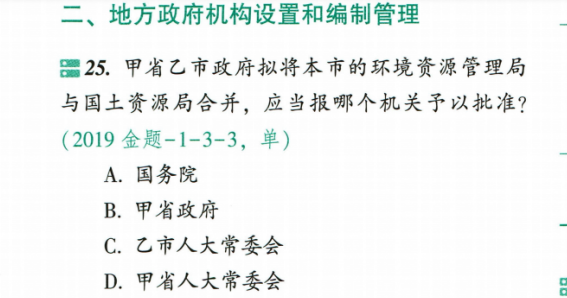 二、地方政府机构设置和编制管理
25. 甲省乙市政府拟将本市的环境资源管理局
与国土资源局合并，应当报哪个机关予以批准？
(2019 金题-1-3-3，单)
A. 国务院
B. 甲省政府
C. 乙市人大常委会
D. 甲省人大常委会